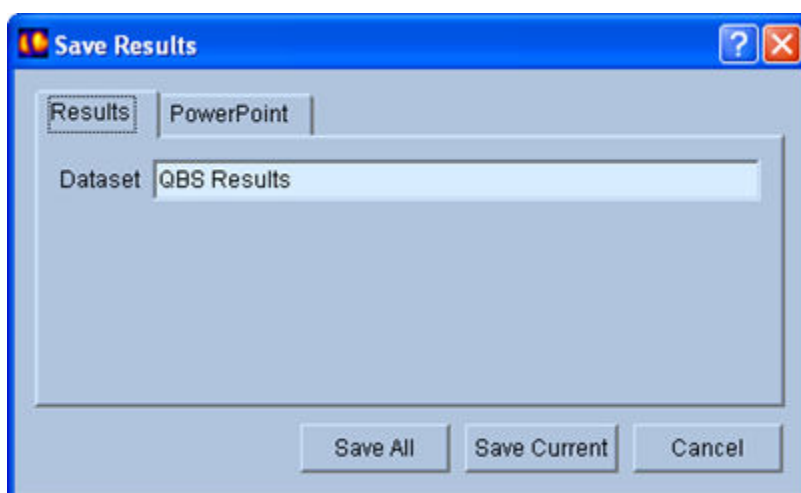 Save Results
?
Results PowerPoint
Dataset QBS Results
Save All Save Current Cancel